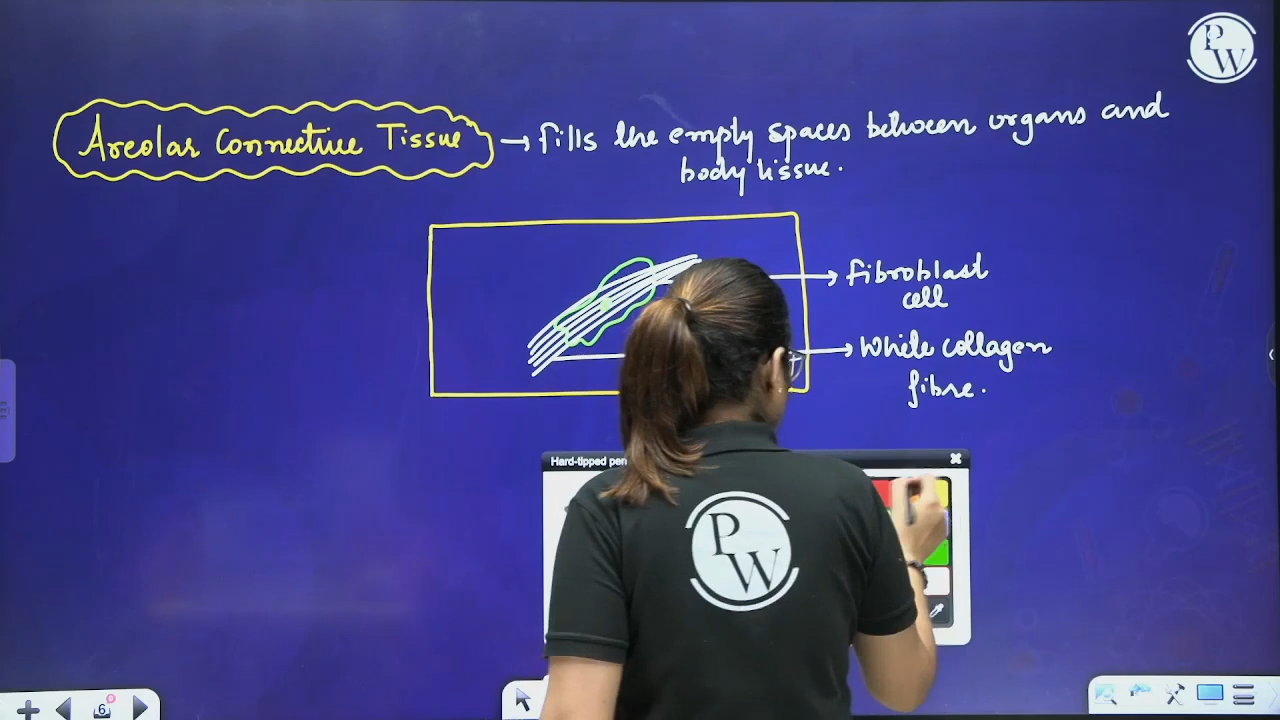 PW
Areolar Connective Tissue → fills the empty spaces between organs and
body tissue.
→ fibroblast
cell
→ White collagen
fibre.
Hard-tipped pen
PW
6